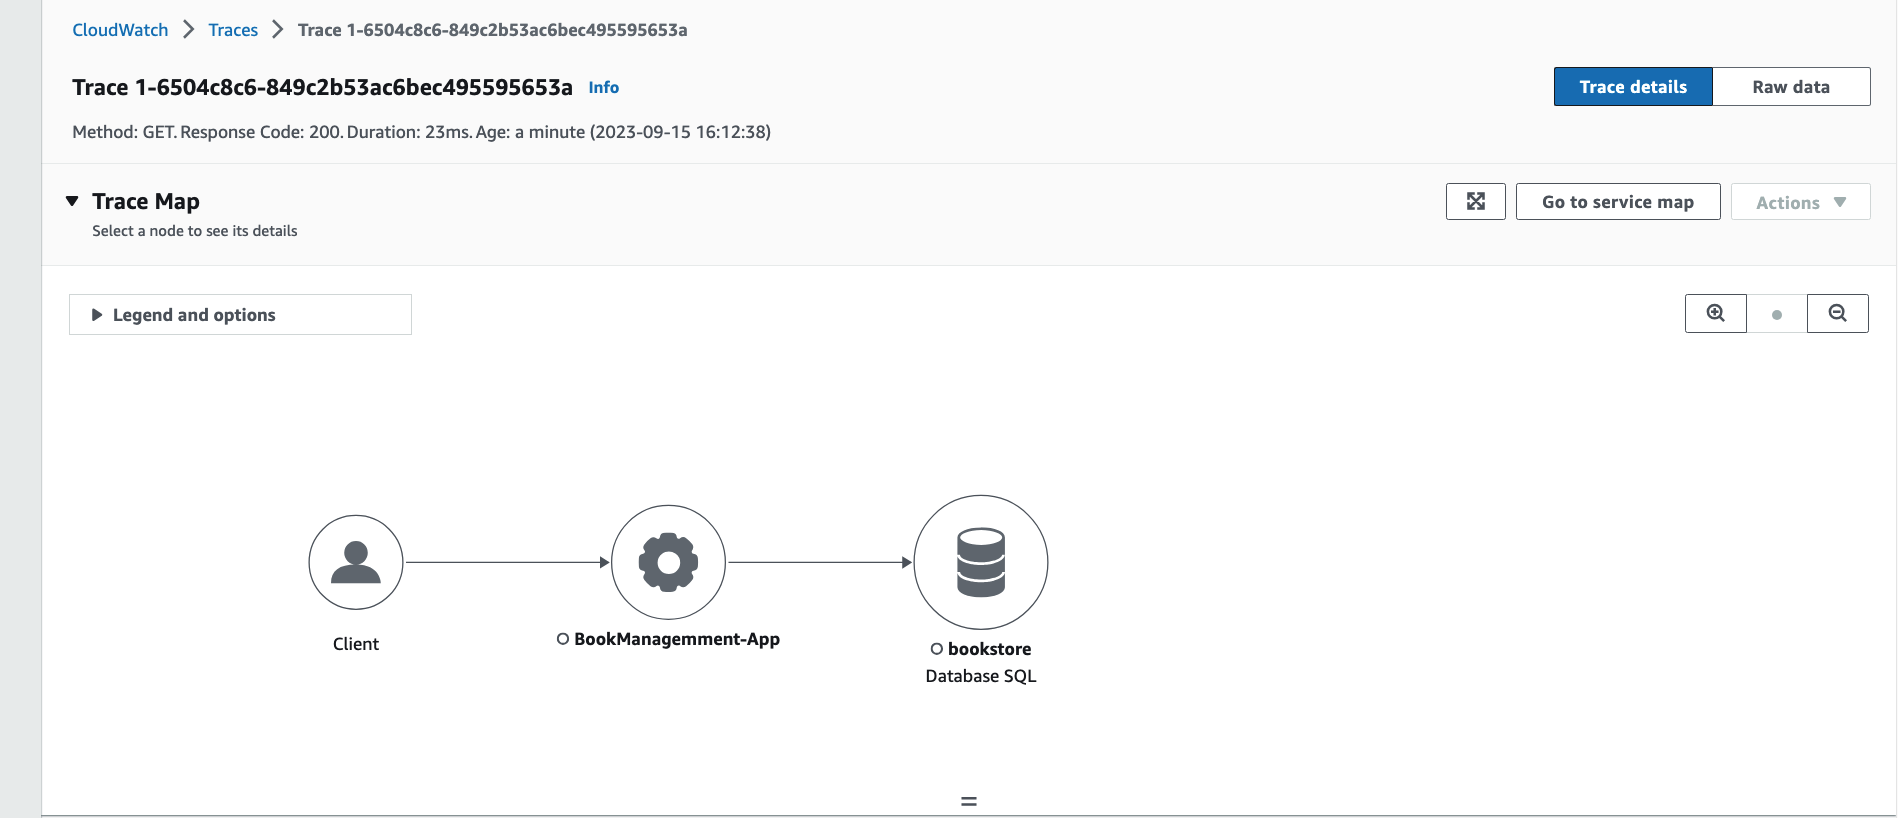 CloudWatch Traces Trace 1-6504c8c6-849c2b53ac6bec495595653a
Trace 1-6504c8c6-849c2b53ac6bec495595653a Info
Trace details Raw data
Method: GET. Response Code: 200. Duration: 23ms. Age: a minute (2023-09-15 16:12:38)
Trace Map
Select a node to see its details
Go to service map Actions
Legend and options
Client
BookManagemment-App
bookstore
Database SQL